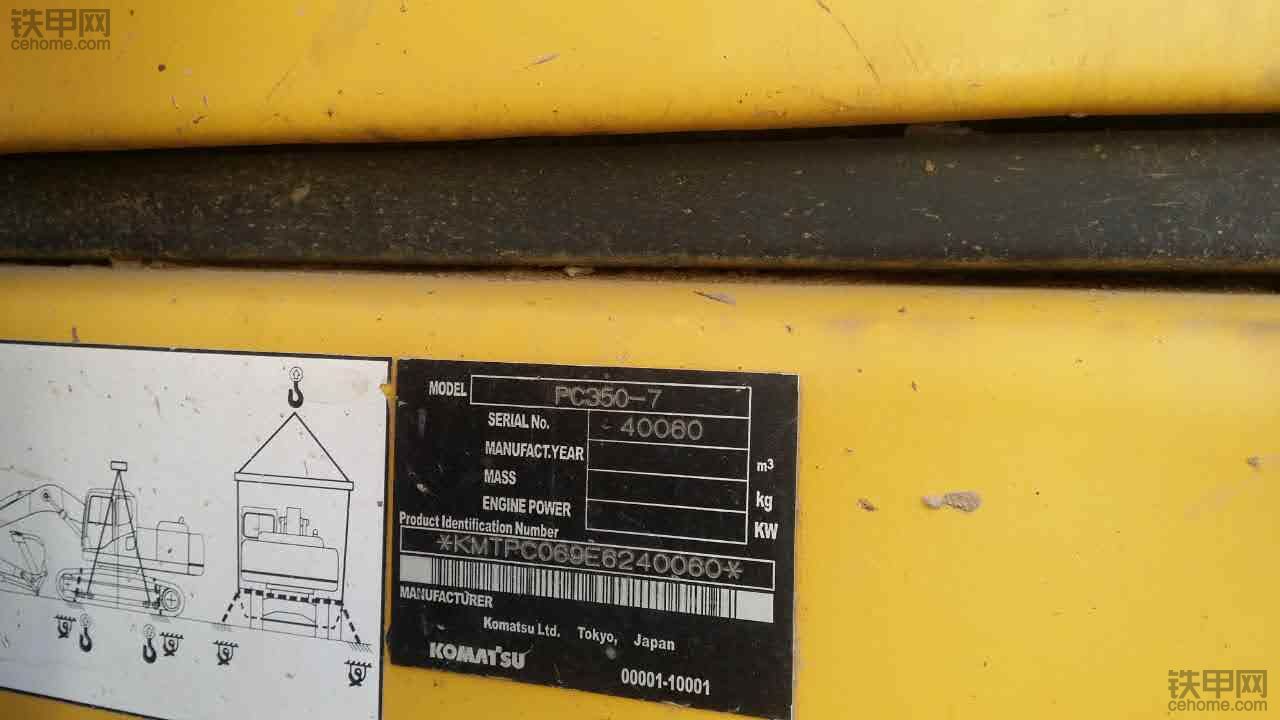 铁甲网
cehome.com
MODEL PC350-7
SERIAL No. 40060
MANUFACT.YEAR
m³
MASS
kg
ENGINE POWER
KW
Product Identification Number
*KMTPC069E6240060*
MANUFACTURER
Komatsu Ltd. Tokyo, Japan
KOMATSU
00001-10001
铁甲网
cehome.com